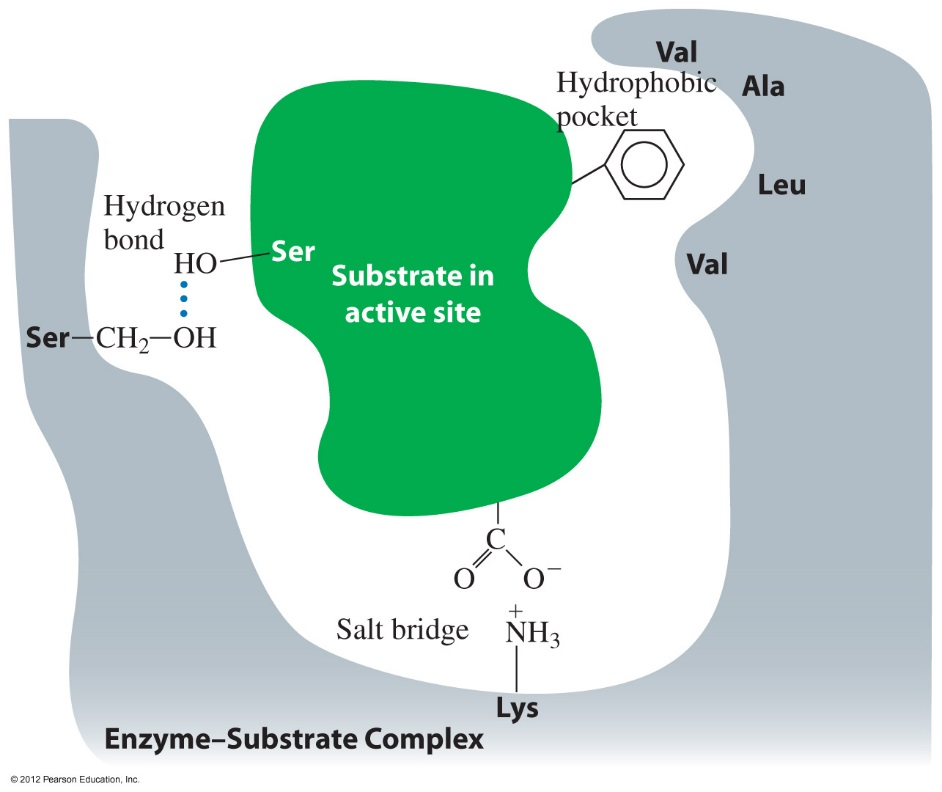 Val
Hydrophobic
pocket
Ala
Leu
Val
Hydrogen
bond
HO
Ser
Substrate in
active site
Ser–CH₂–OH
C
O O⁻
Salt bridge
+
NH₃
Lys
Enzyme–Substrate Complex
© 2012 Pearson Education, Inc.